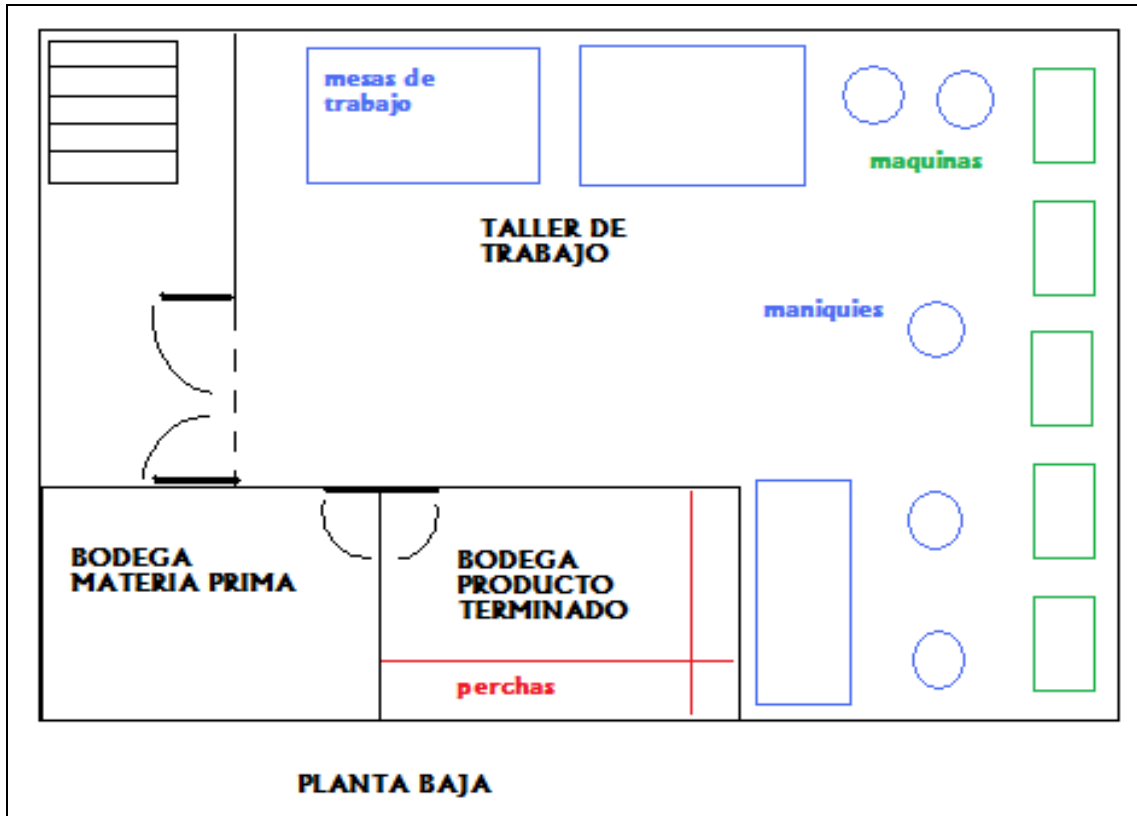 mesas de
trabajo
maquinas
TALLER DE
TRABAJO
maniquies
BODEGA
MATERIA PRIMA
BODEGA
PRODUCTO
TERMINADO
perchas
PLANTA BAJA